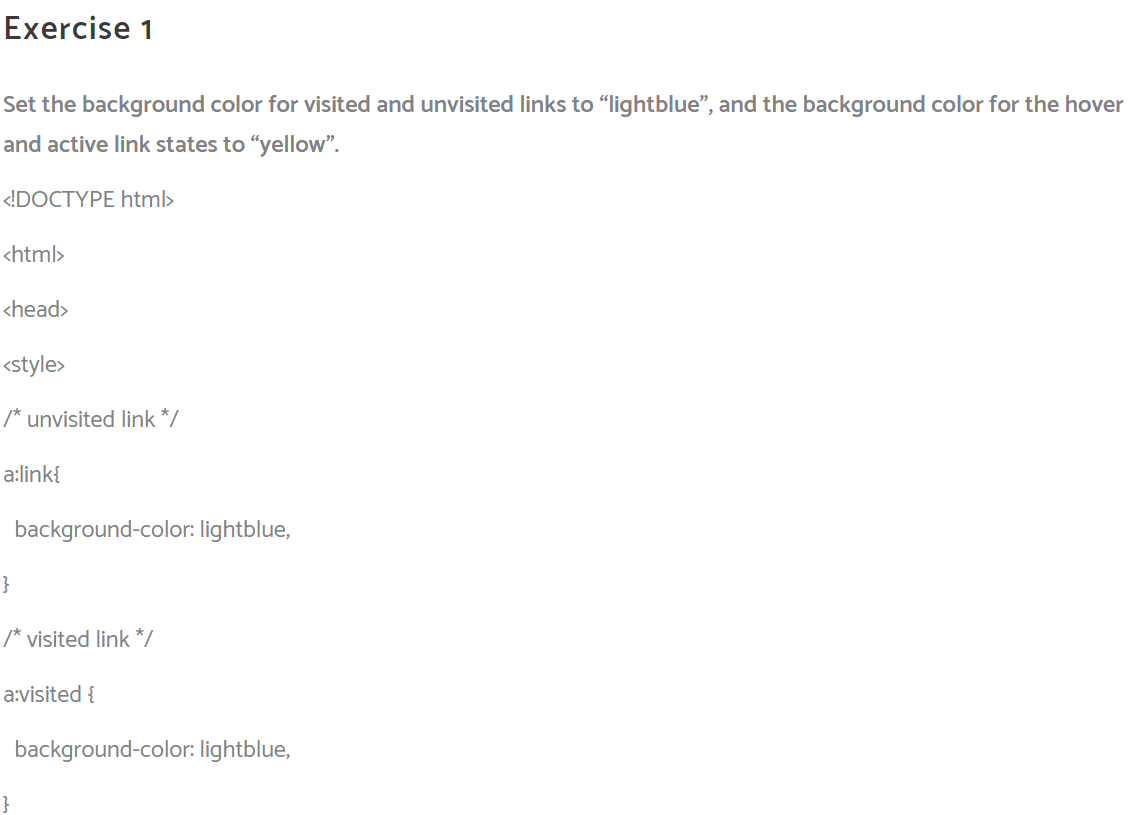 Exercise 1
Set the background color for visited and unvisited links to “lightblue”, and the background color for the hover
and active link states to “yellow”.
<!DOCTYPE html>
<html>
<head>
<style>
/* unvisited link */
a:link{
background-color: lightblue,
}
/* visited link */
a:visited {
background-color: lightblue,
}